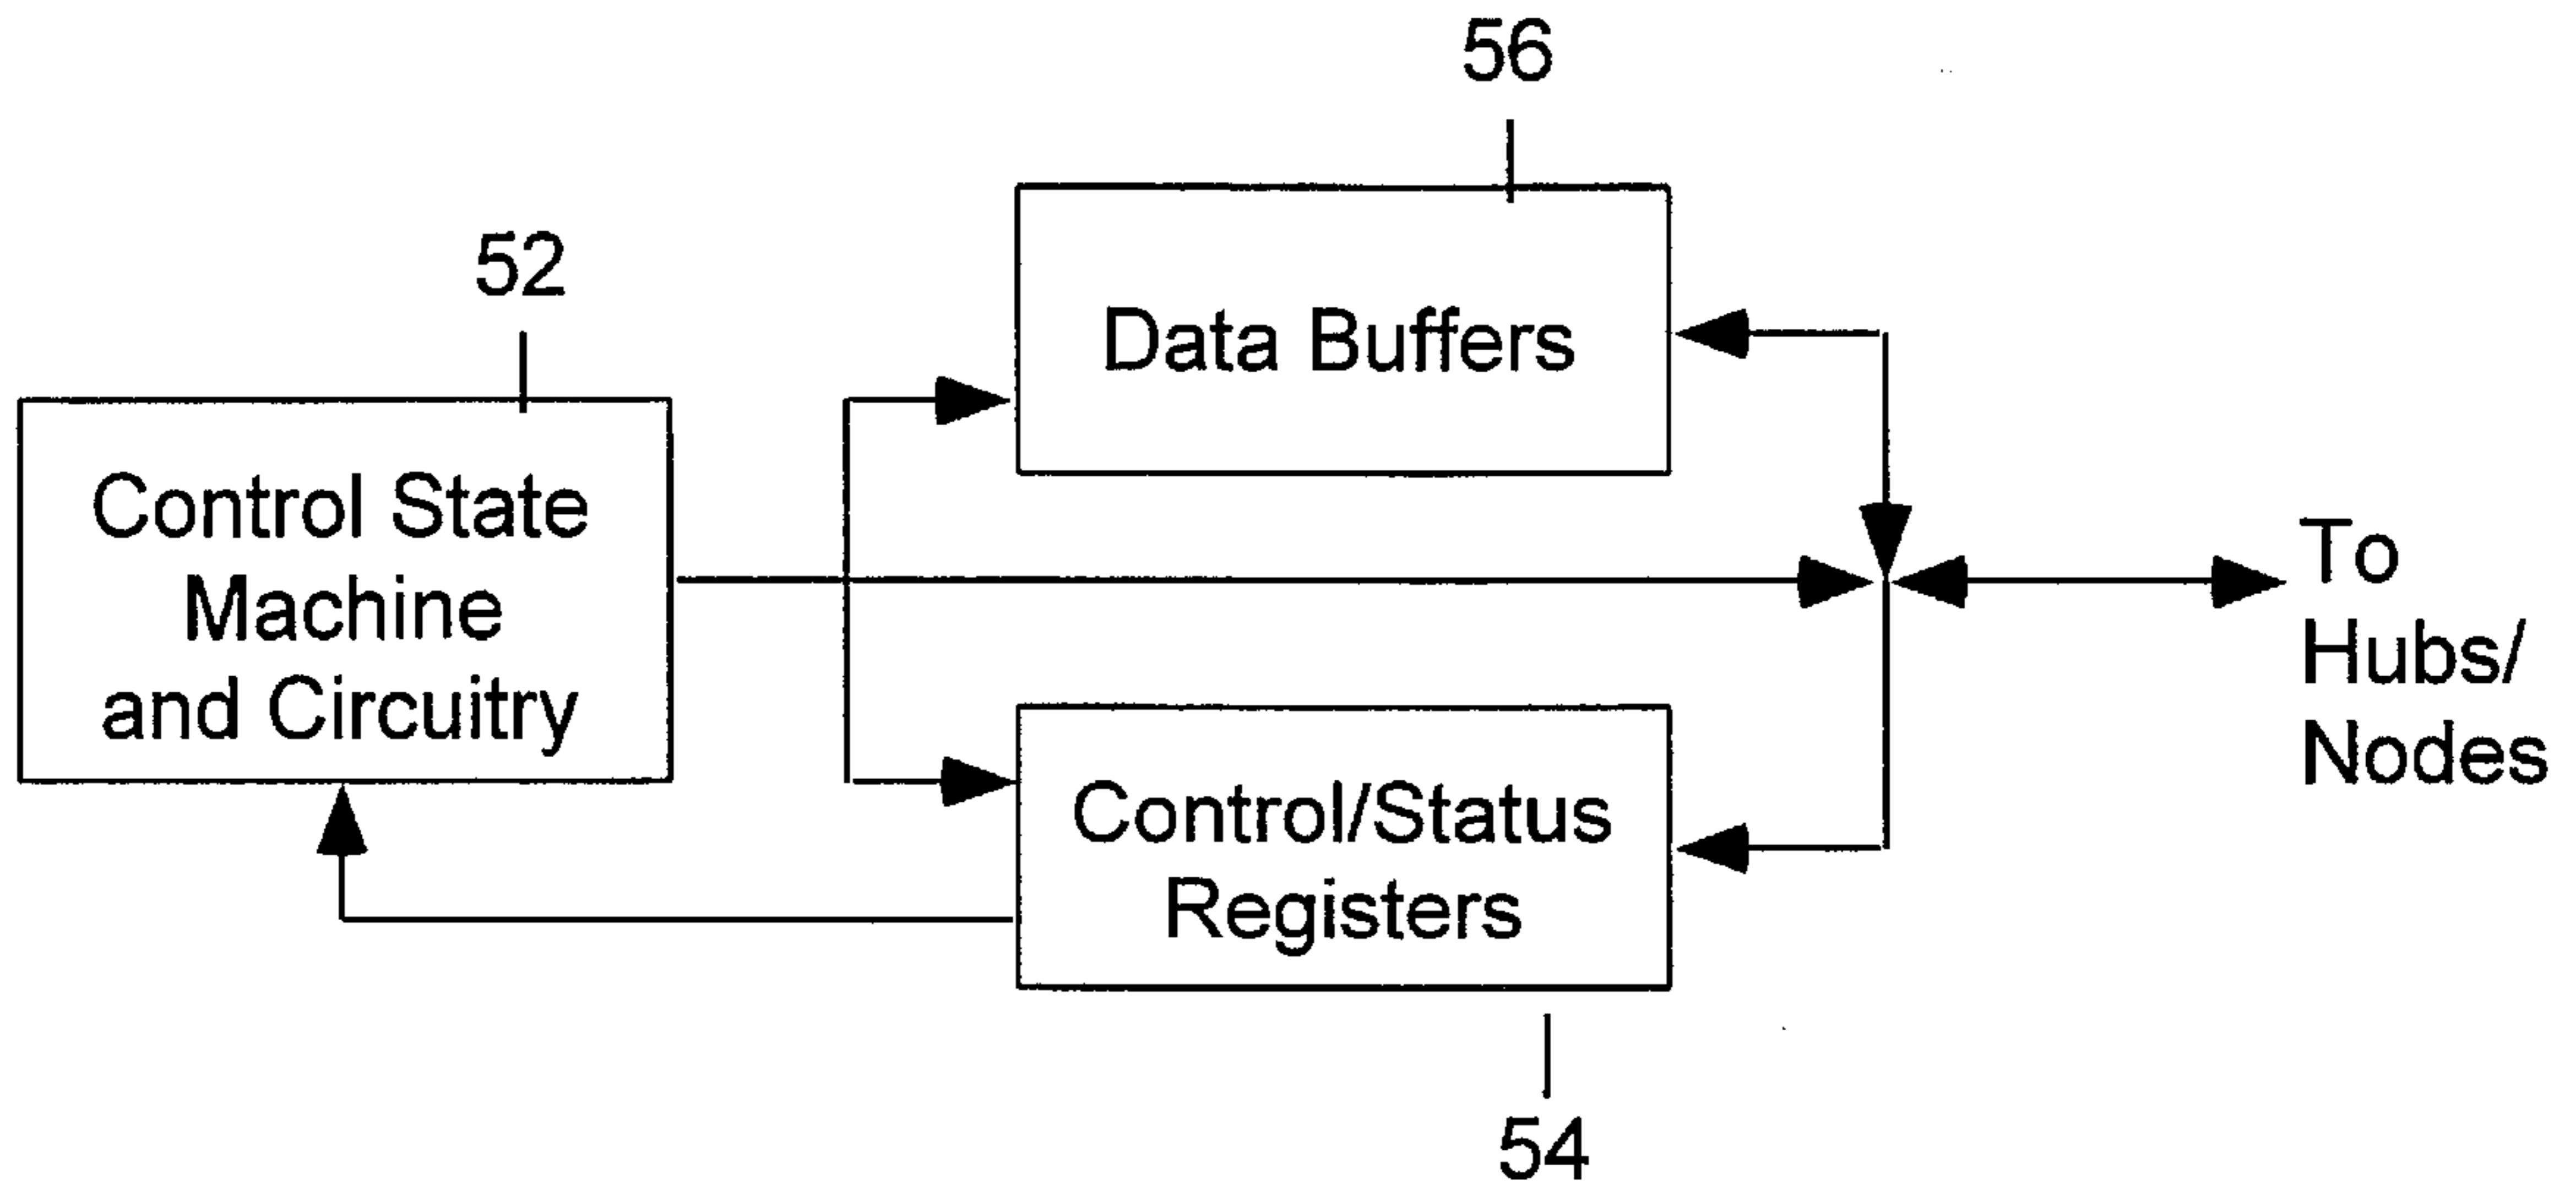 56
Data Buffers
52
Control State
Machine
and Circuitry
To
Hubs/
Nodes
Control/Status
Registers
54